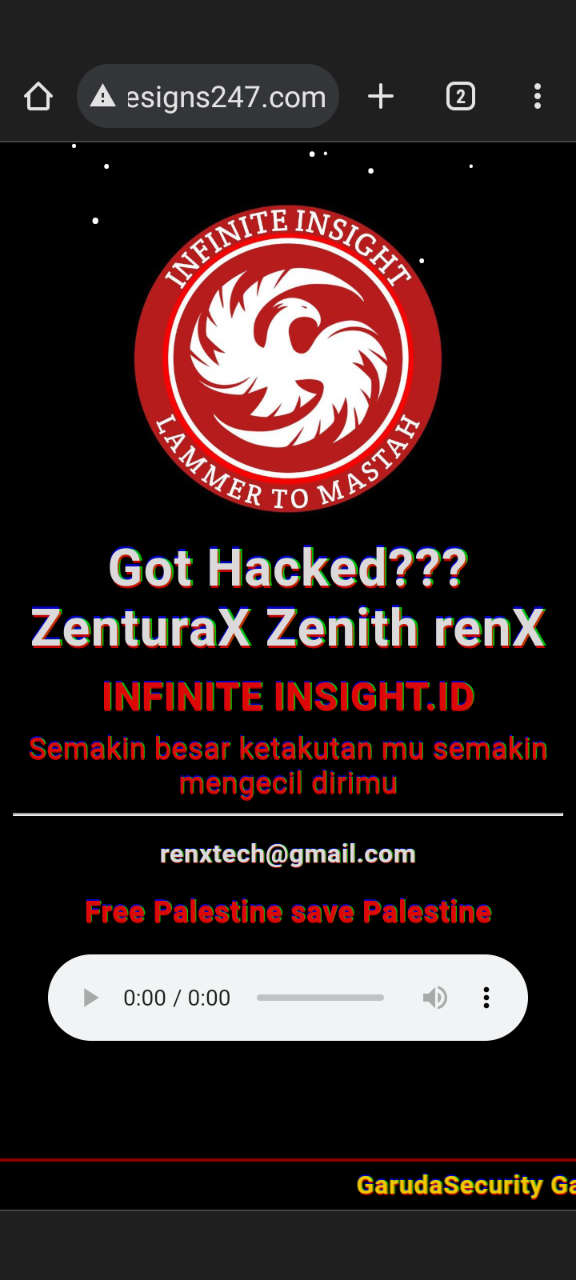 esigns247.com
2
INFINITE INSIGHT
LAMMER TO MASTAH
Got Hacked???
ZenturaX Zenith renX
INFINITE INSIGHT.ID
Semakin besar ketakutan mu semakin
mengecil dirimu
renxtech@gmail.com
Free Palestine save Palestine
0:00 / 0:00
GarudaSecurity Ga